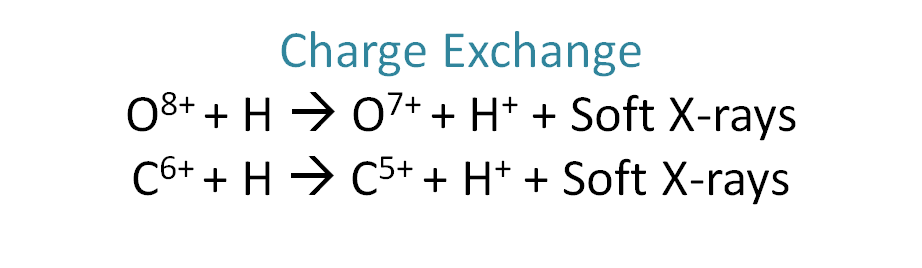 Charge Exchange
O⁸⁺ + H → O⁷⁺ + H⁺ + Soft X-rays
C⁶⁺ + H → C⁵⁺ + H⁺ + Soft X-rays